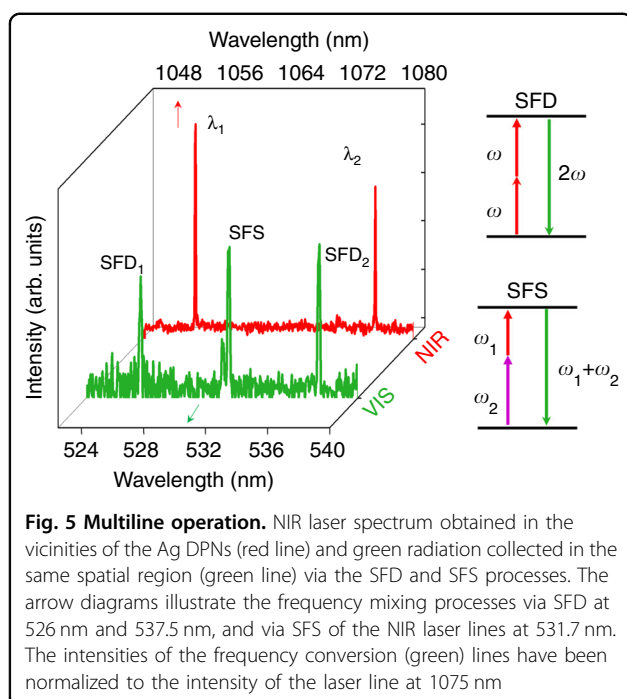 Wavelength (nm)
1048 1056 1064 1072 1080
λ1
λ2
SFD1
SFS
SFD2
Intensity (arb. units)
NIR
VIS
524 528 532 536 540
Wavelength (nm)
SFD
ω
2ω
ω
SFS
ω1
ω1+ω2
ω2
Fig. 5 Multiline operation. NIR laser spectrum obtained in the
vicinities of the Ag DPNs (red line) and green radiation collected in the
same spatial region (green line) via the SFD and SFS processes. The
arrow diagrams illustrate the frequency mixing processes via SFD at
526 nm and 537.5 nm, and via SFS of the NIR laser lines at 531.7 nm.
The intensities of the frequency conversion (green) lines have been
normalized to the intensity of the laser line at 1075 nm